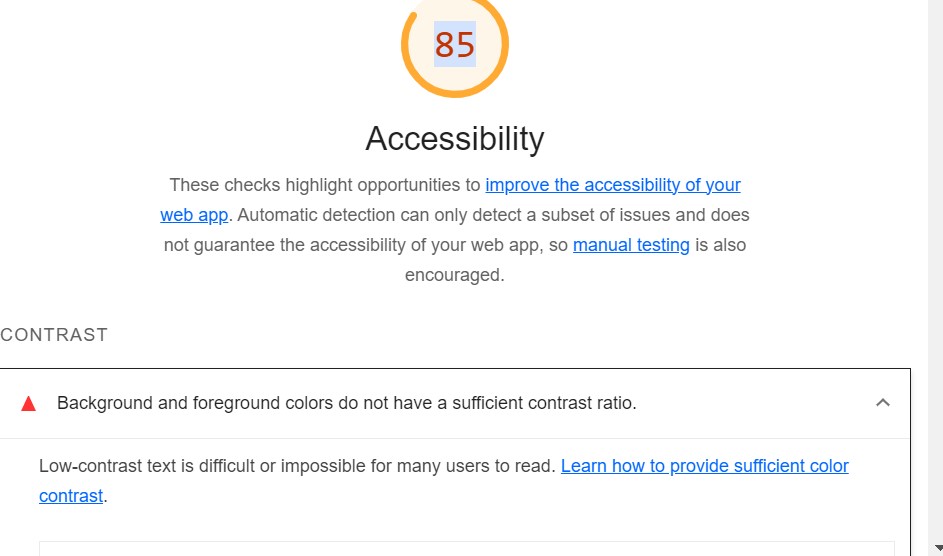 85
Accessibility
These checks highlight opportunities to improve the accessibility of your
web app. Automatic detection can only detect a subset of issues and does
not guarantee the accessibility of your web app, so manual testing is also
encouraged.
CONTRAST
Background and foreground colors do not have a sufficient contrast ratio.
Low-contrast text is difficult or impossible for many users to read. Learn how to provide sufficient color
contrast.